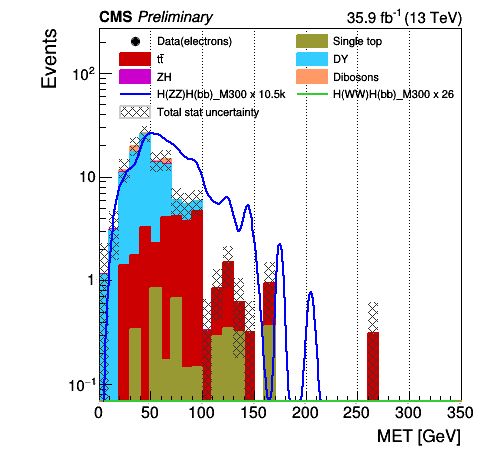 CMS Preliminary 35.9 fb⁻¹ (13 TeV)
Events
Data(electrons) Single top
tt̄ DY
ZH Dibosons
H(ZZ)H(bb)_M300 x 10.5k H(WW)H(bb)_M300 x 26
Total stat uncertainty
10²
10
1
10⁻¹
0 50 100 150 200 250 300 350
MET [GeV]